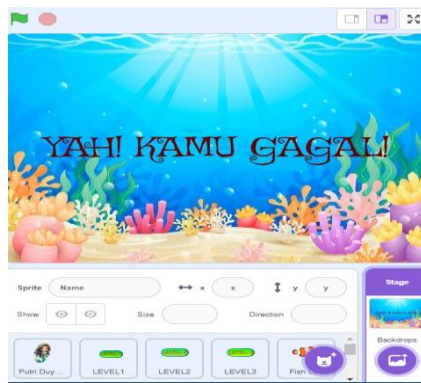 YAH! KAMU GAGAL!
Sprite Name x x y y
Show Size Direction
Stage
Backdrops
Putri Duy... LEVEL1 LEVEL2 LEVEL3 Fish